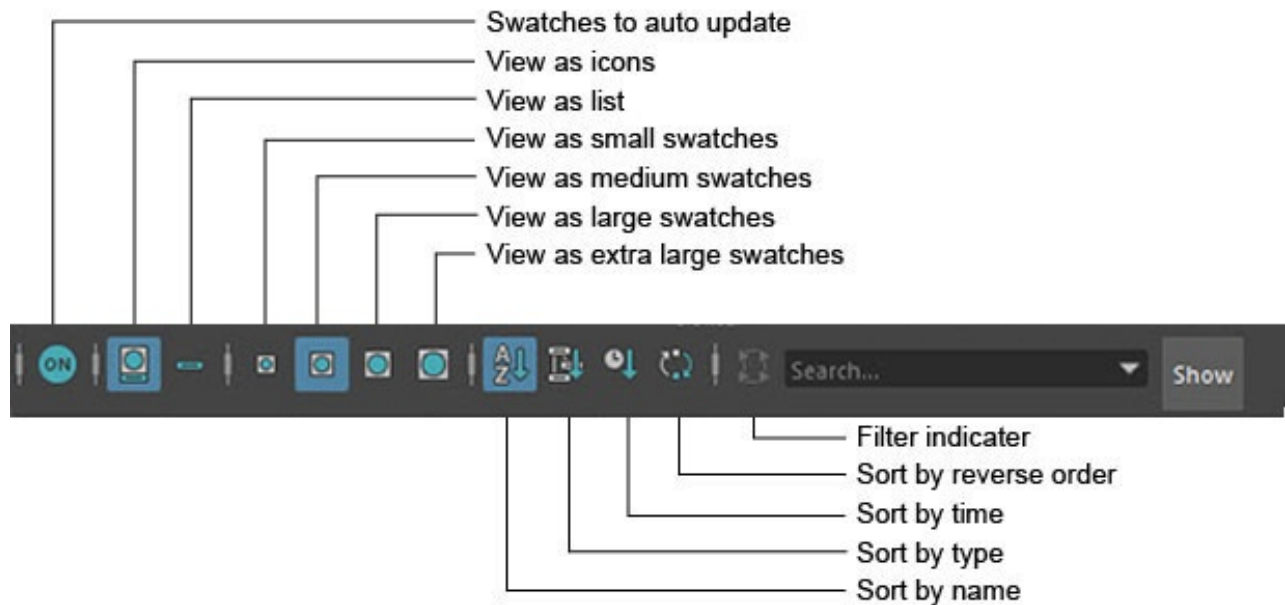 Swatches to auto update
View as icons
View as list
View as small swatches
View as medium swatches
View as large swatches
View as extra large swatches
ON
A
Z
Search...
Show
Filter indicater
Sort by reverse order
Sort by time
Sort by type
Sort by name